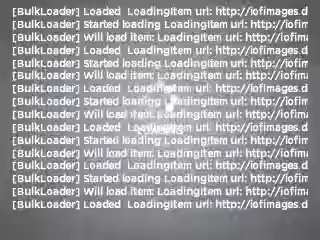 [BulkLoader] Loaded LoadingItem url: http://iofimages.d
[BulkLoader] Started loading LoadingItem url: http://iofim
[BulkLoader] Will load item: LoadingItem url: http://iofima
[BulkLoader] Loaded LoadingItem url: http://iofimages.d
[BulkLoader] Started loading LoadingItem url: http://iofim
[BulkLoader] Will load item: LoadingItem url: http://iofima
[BulkLoader] Loaded LoadingItem url: http://iofimages.d
[BulkLoader] Started loading LoadingItem url: http://iofim
[BulkLoader] Will load item: LoadingItem url: http://iofima
[BulkLoader] Loaded LoadingItem url: http://iofimages.d
[BulkLoader] Started loading LoadingItem url: http://iofim
[BulkLoader] Will load item: LoadingItem url: http://iofima
[BulkLoader] Loaded LoadingItem url: http://iofimages.d
[BulkLoader] Started loading LoadingItem url: http://iofim
[BulkLoader] Will load item: LoadingItem url: http://iofima
[BulkLoader] Loaded LoadingItem url: http://iofimages.d